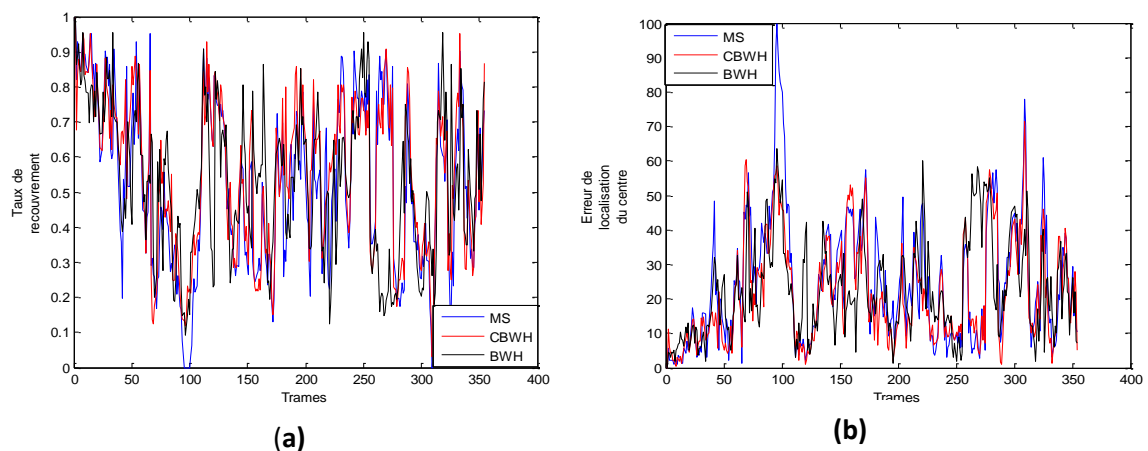 1
0.9
0.8
0.7
0.6
0.5
0.4
0.3
0.2
0.1
0
Taux de
recouvrement
MS
CBWH
BWH
0 50 100 150 200 250 300 350 400
Trames
(a)
100
90
80
70
60
50
40
30
20
10
0
Erreur de
localisation
du centre
MS
CBWH
BWH
0 50 100 150 200 250 300 350 400
Trames
(b)